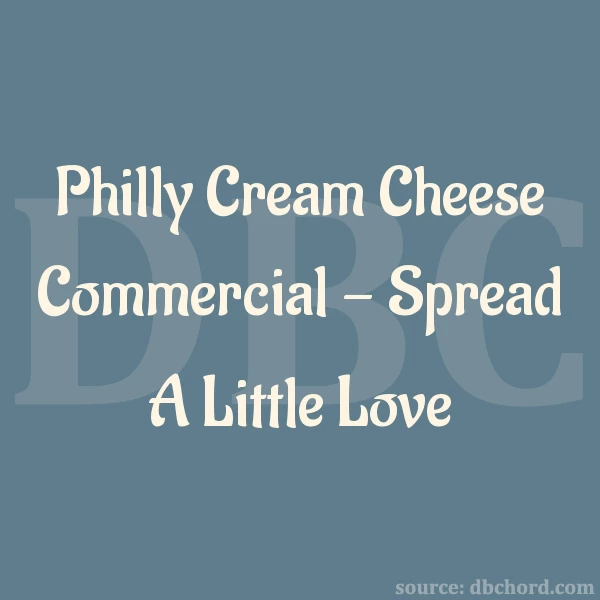 DBC
Philly Cream Cheese
Commercial – Spread
A Little Love
source: dbchord.com